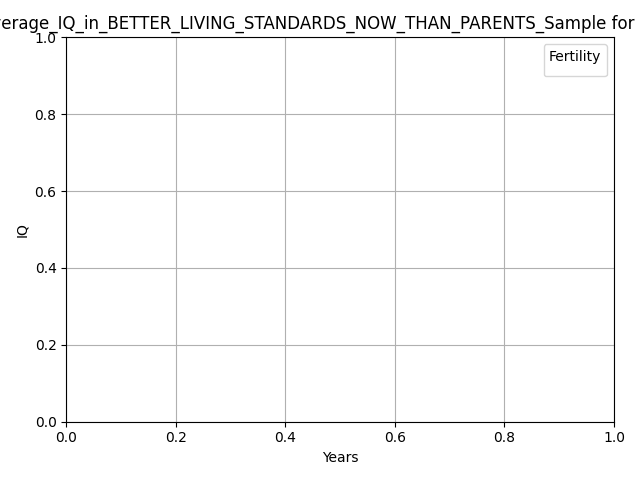 verage_IQ_in_BETTER_LIVING_STANDARDS_NOW_THAN_PARENTS_Sample for
Fertility
1.0
0.8
0.6
0.4
0.2
0.0
IQ
0.0 0.2 0.4 0.6 0.8 1.0
Years